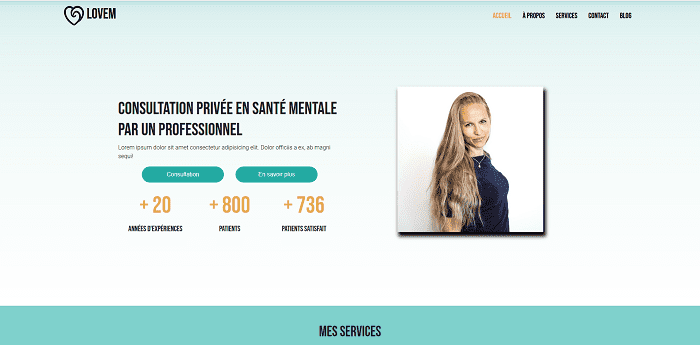 LOVEM
ACCUEIL À PROPOS SERVICES CONTACT BLOG
CONSULTATION PRIVÉE EN SANTÉ MENTALE
PAR UN PROFESSIONNEL
Lorem ipsum dolor sit amet consectetur adipisicing elit. Dolor officiis a ex, ab magni
sequi!
Consultation En savoir plus
+ 20 + 800 + 736
ANNÉES D'EXPÉRIENCES PATIENTS PATIENTS SATISFAIT
MES SERVICES